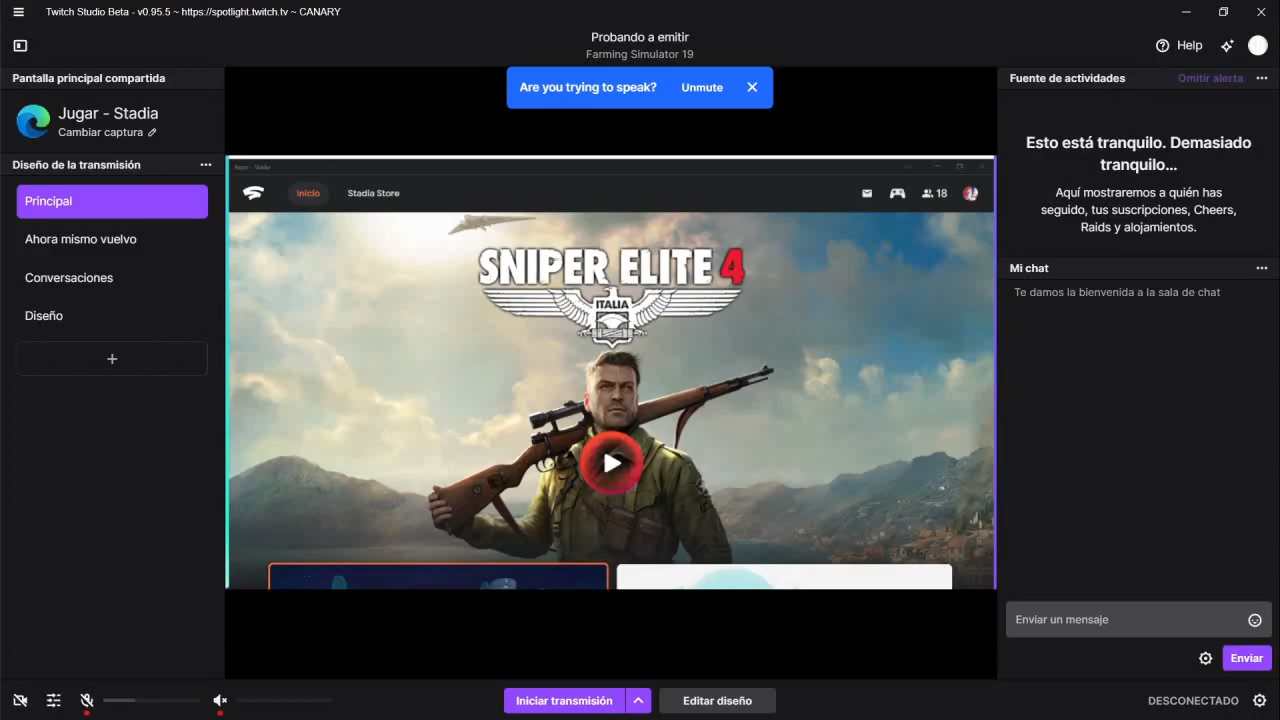 Twitch Studio Beta - v0.95.5 ~ https://spotlight.twitch.tv ~ CANARY
Probando a emitir
Farming Simulator 19
Help
Pantalla principal compartida
Jugar - Stadia
Cambiar captura
Diseño de la transmisión
Principal
Ahora mismo vuelvo
Conversaciones
Diseño
+
Are you trying to speak?
Unmute
Jugar - Stadia
Inicio
Stadia Store
18
SNIPER ELITE 4
ITALIA
Fuente de actividades
Omitir alerta
Esto está tranquilo. Demasiado
tranquilo...
Aquí mostraremos a quién has
seguido, tus suscripciones, Cheers,
Raids y alojamientos.
Mi chat
Te damos la bienvenida a la sala de chat
Enviar un mensaje
Enviar
Iniciar transmisión
Editar diseño
DESCONECTADO